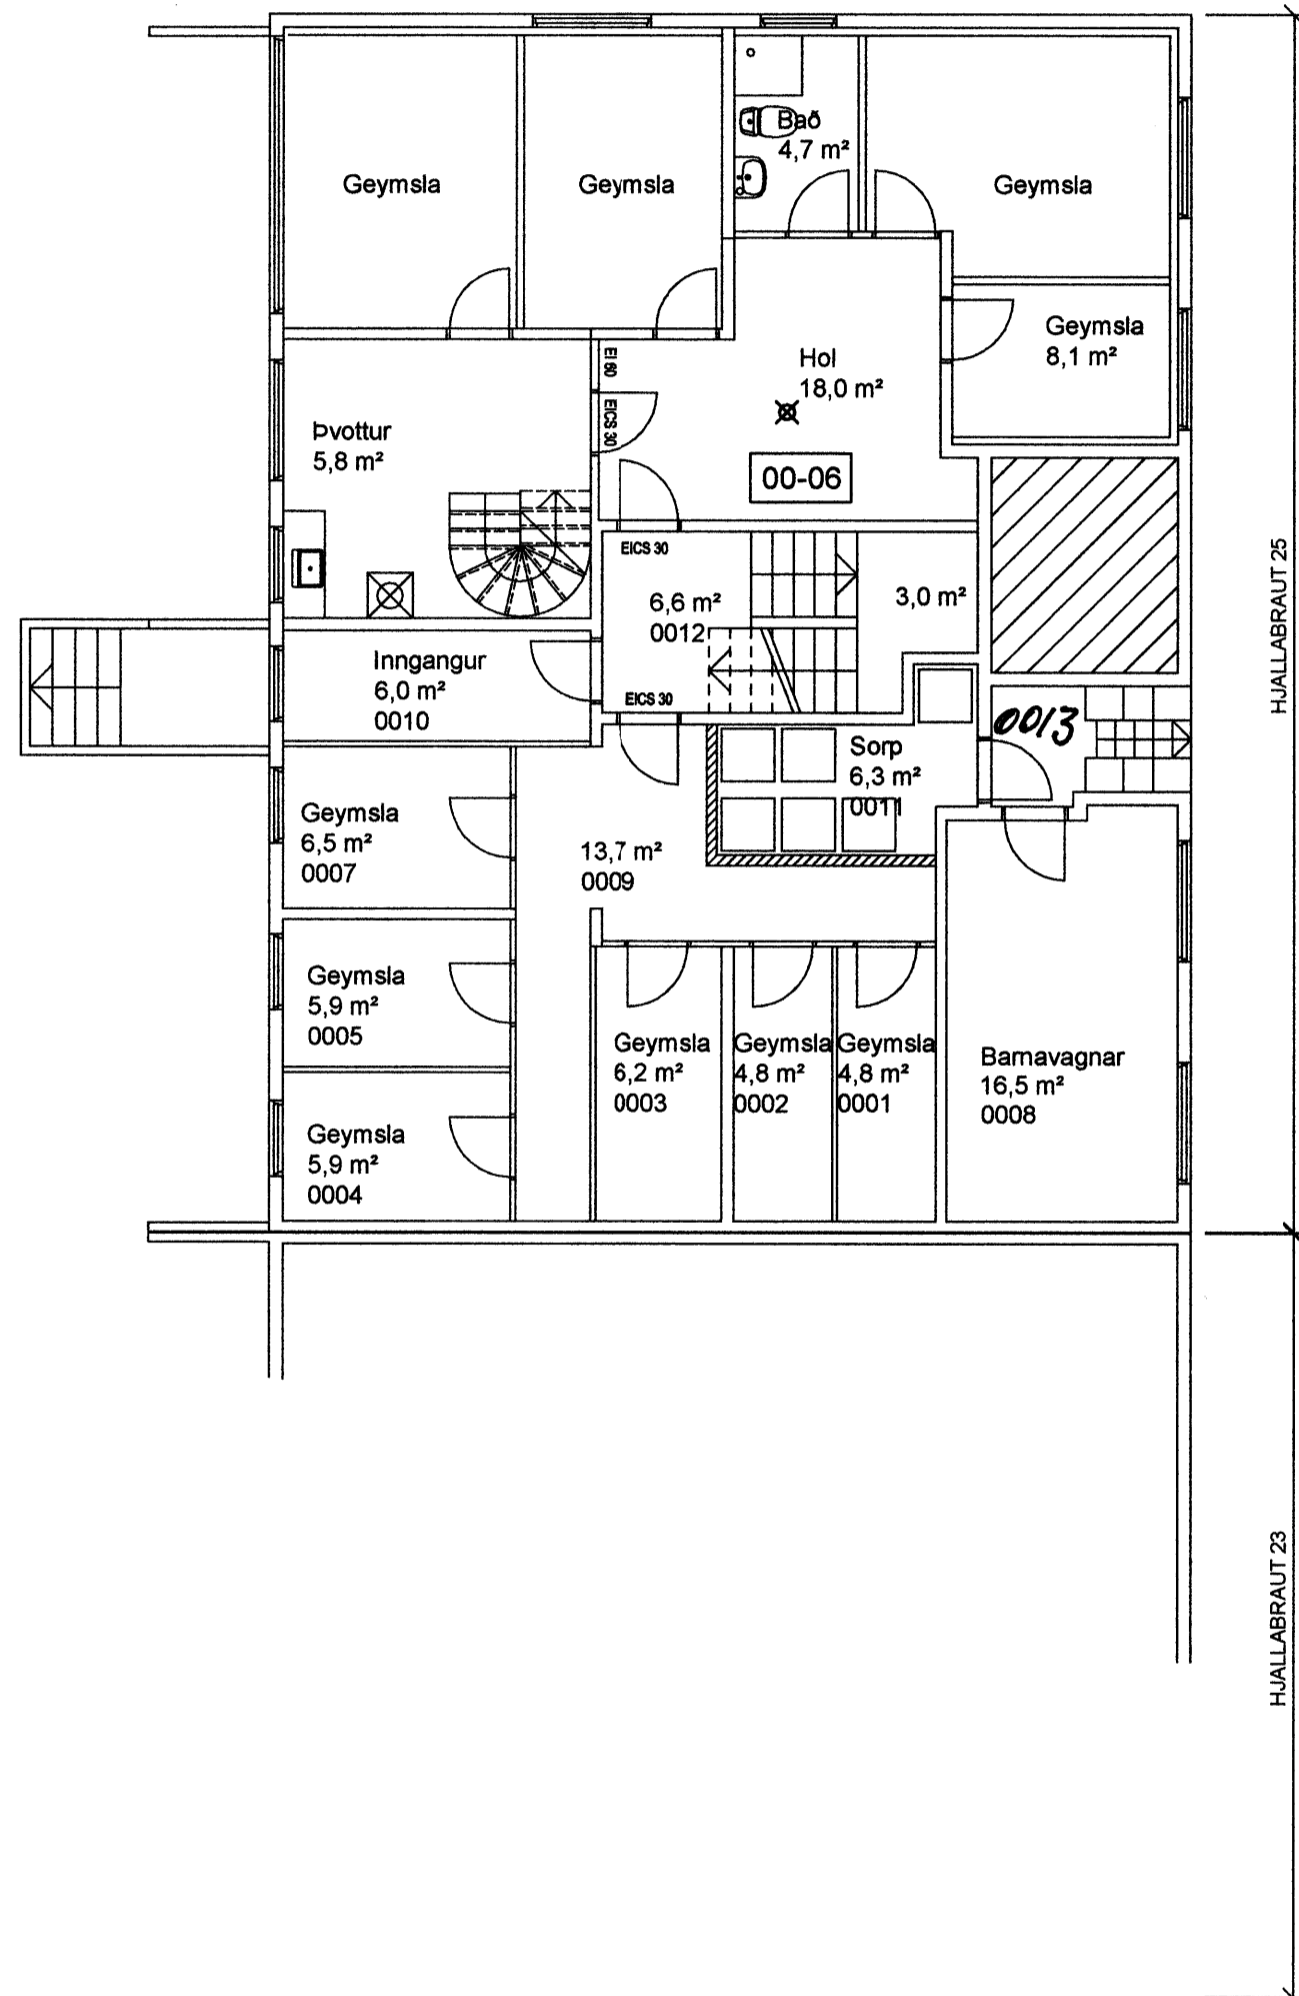 Geymsla
Geymsla
Bað
4,7 m²
Geymsla
Geymsla
8,1 m²
Hol
18,0 m²
EI 60
EICS 30
00-06
Þvottur
5,8 m²
EICS 30
6,6 m²
0012
3,0 m²
EICS 30
Inngangur
6,0 m²
0010
0013
Sorp
6,3 m²
0011
Geymsla
6,5 m²
0007
13,7 m²
0009
Geymsla
5,9 m²
0005
Geymsla
6,2 m²
0003
Geymsla
4,8 m²
0002
Geymsla
4,8 m²
0001
Barnavagnar
16,5 m²
0008
Geymsla
5,9 m²
0004
HJALLABRAUT 25
HJALLABRAUT 23